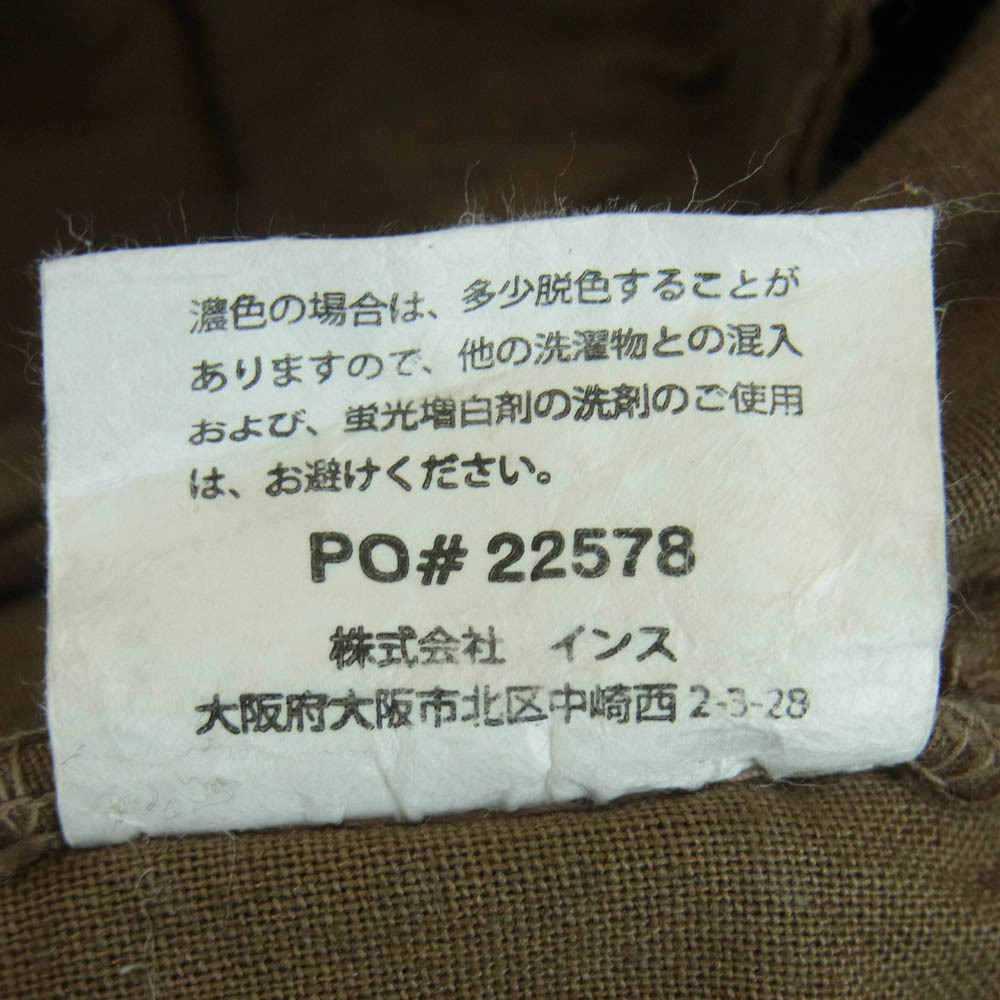 濃色の場合は、多少脱色することが
ありますので、他の洗濯物との混入
および、蛍光増白剤の洗剤のご使用
は、お避けください。
PO# 22578
株式会社 インス
大阪府大阪市北区中崎西2-3-28